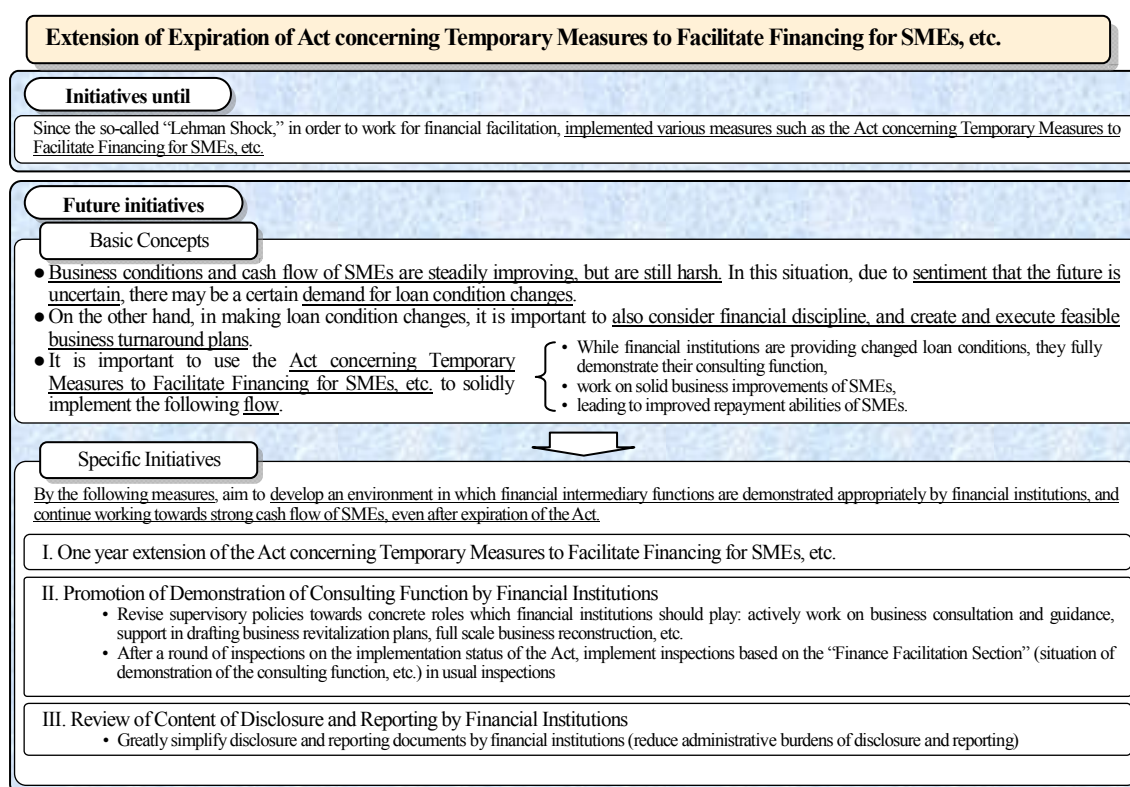 Extension of Expiration of Act concerning Temporary Measures to Facilitate Financing for SMEs, etc.
Initiatives until
Since the so-called “Lehman Shock,” in order to work for financial facilitation, implemented various measures such as the Act concerning Temporary Measures to
Facilitate Financing for SMEs, etc.
Future initiatives
Basic Concepts
● Business conditions and cash flow of SMEs are steadily improving, but are still harsh. In this situation, due to sentiment that the future is
uncertain, there may be a certain demand for loan condition changes.
● On the other hand, in making loan condition changes, it is important to also consider financial discipline, and create and execute feasible
business turnaround plans.
● It is important to use the Act concerning Temporary
Measures to Facilitate Financing for SMEs, etc. to solidly
implement the following flow.
• While financial institutions are providing changed loan conditions, they fully
demonstrate their consulting function,
• work on solid business improvements of SMEs,
• leading to improved repayment abilities of SMEs.
Specific Initiatives
By the following measures, aim to develop an environment in which financial intermediary functions are demonstrated appropriately by financial institutions, and
continue working towards strong cash flow of SMEs, even after expiration of the Act.
I. One year extension of the Act concerning Temporary Measures to Facilitate Financing for SMEs, etc.
II. Promotion of Demonstration of Consulting Function by Financial Institutions
• Revise supervisory policies towards concrete roles which financial institutions should play: actively work on business consultation and guidance,
support in drafting business revitalization plans, full scale business reconstruction, etc.
• After a round of inspections on the implementation status of the Act, implement inspections based on the “Finance Facilitation Section” (situation of
demonstration of the consulting function, etc.) in usual inspections
III. Review of Content of Disclosure and Reporting by Financial Institutions
• Greatly simplify disclosure and reporting documents by financial institutions (reduce administrative burdens of disclosure and reporting)